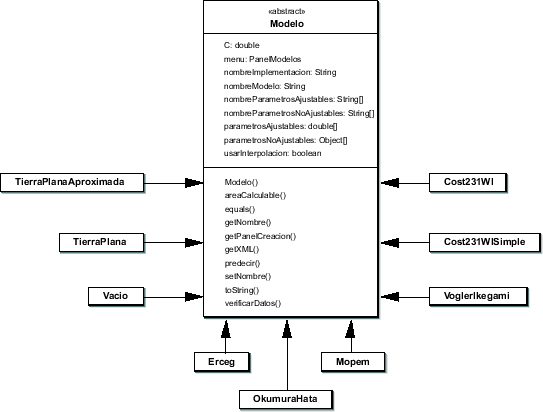 «abstract»
Modelo
C: double
menu: PanelModelos
nombreImplementacion: String
nombreModelo: String
nombreParametrosAjustables: String[]
nombreParametrosNoAjustables: String[]
parametrosAjustables: double[]
parametrosNoAjustables: Object[]
usarInterpolacion: boolean
Modelo()
areaCalculable()
equals()
getNombre()
getPanelCreacion()
getXML()
predecir()
setNombre()
toString()
verificarDatos()
TierraPlanaAproximada
TierraPlana
Vacio
Cost231WI
Cost231WISimple
VoglerIkegami
Erceg
Mopem
OkumuraHata